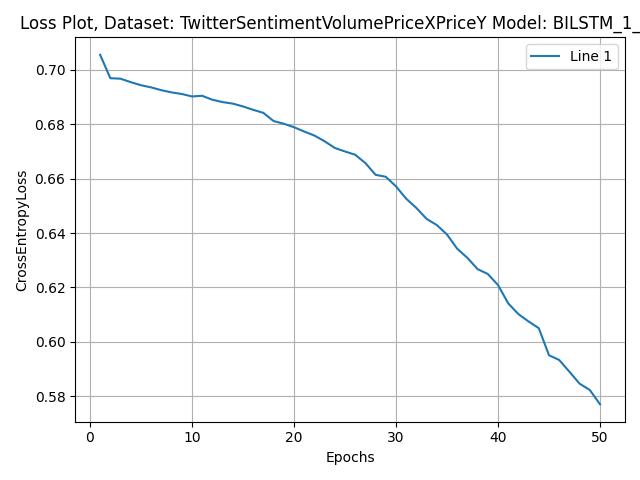 Loss Plot, Dataset: TwitterSentimentVolumePriceXPriceY Model: BILSTM_1_
Line 1
0.70
0.68
0.66
0.64
0.62
0.60
0.58
CrossEntropyLoss
0 10 20 30 40 50
Epochs